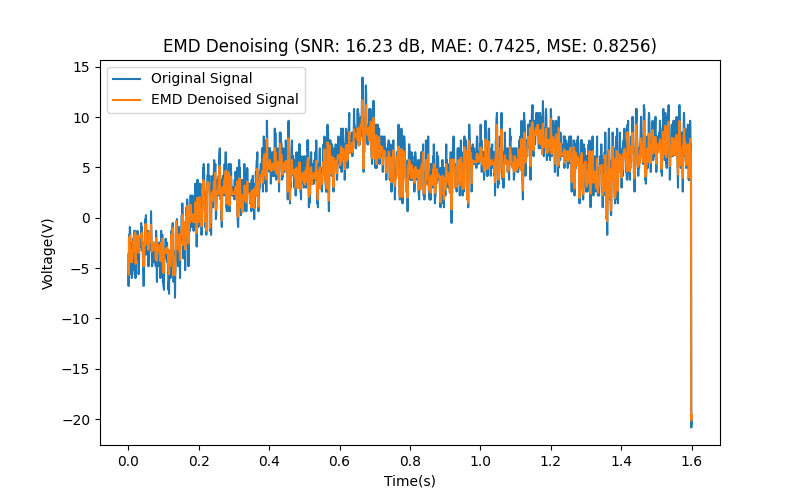 EMD Denoising (SNR: 16.23 dB, MAE: 0.7425, MSE: 0.8256)
Original Signal
EMD Denoised Signal
Voltage(V)
15
10
5
0
−5
−10
−15
−20
0.0 0.2 0.4 0.6 0.8 1.0 1.2 1.4 1.6
Time(s)